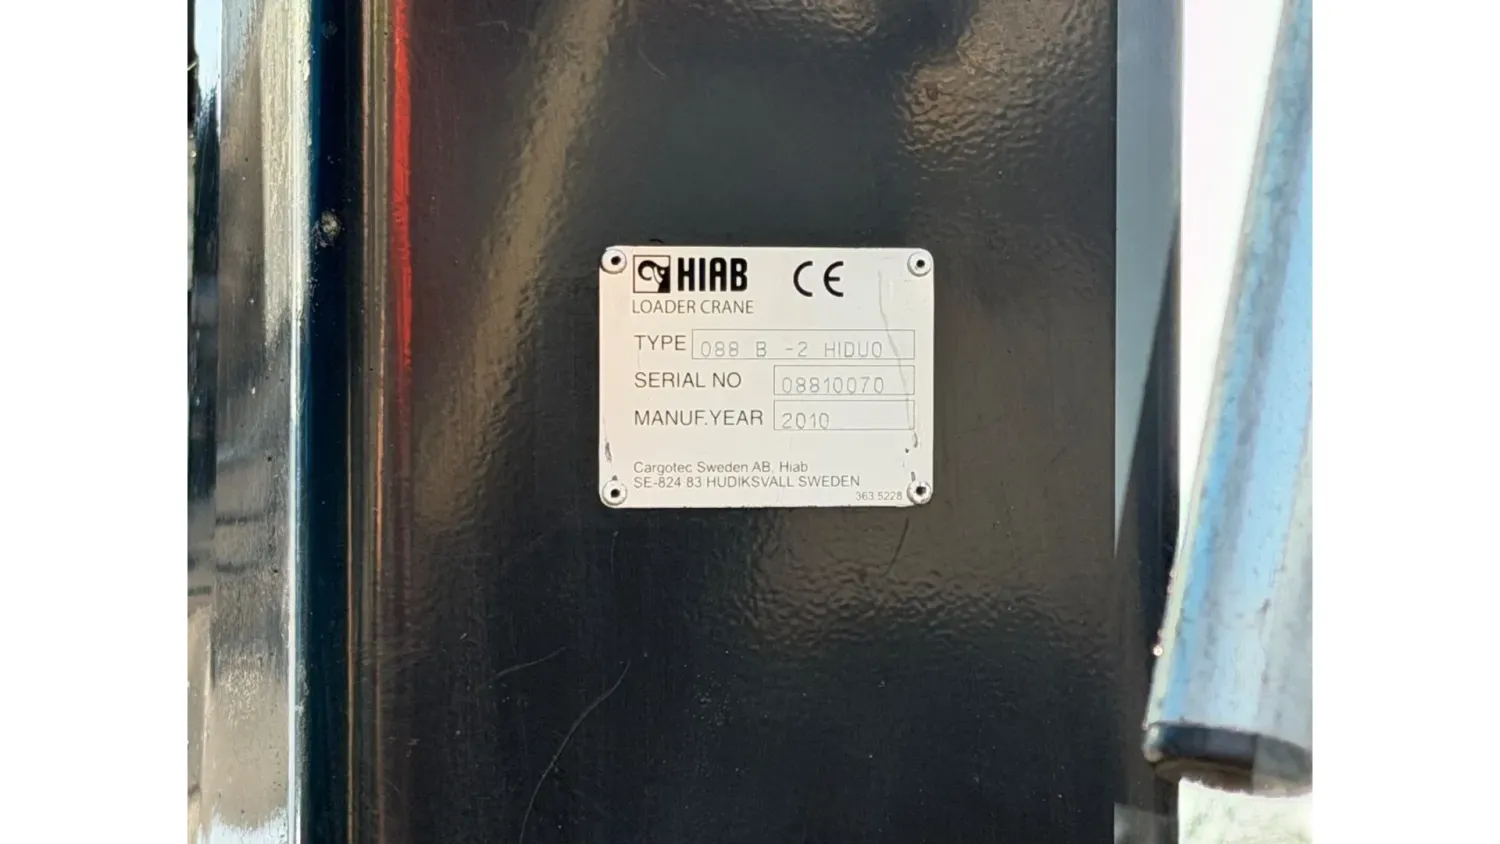 HIAB CE
LOADER CRANE
TYPE 088 B -2 HIDUO
SERIAL NO 08810070
MANUF.YEAR 2010
Cargotec Sweden AB, Hiab
SE-824 83 HUDIKSVALL SWEDEN
363 5228